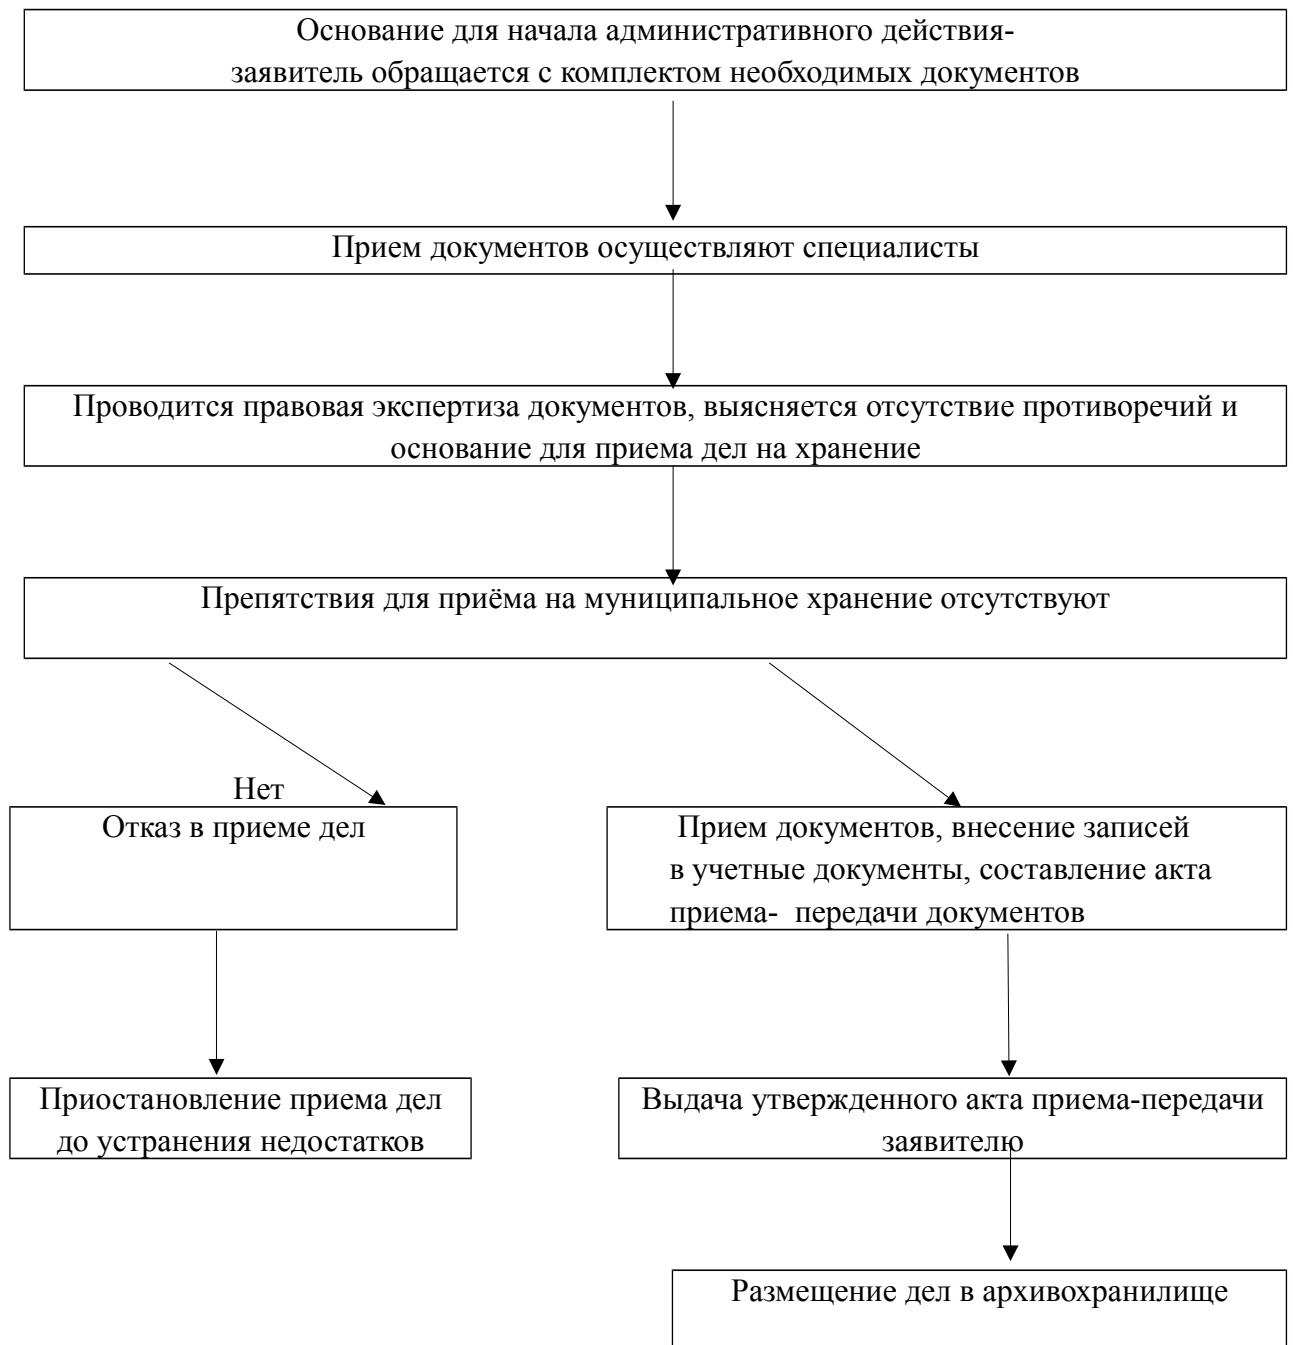 Основание для начала административного действия-
заявитель обращается с комплектом необходимых документов
Прием документов осуществляют специалисты
Проводится правовая экспертиза документов, выясняется отсутствие противоречий и
основание для приема дел на хранение
Препятствия для приёма на муниципальное хранение отсутствуют
Нет
Отказ в приеме дел
Прием документов, внесение записей
в учетные документы, составление акта
приема- передачи документов
Приостановление приема дел
до устранения недостатков
Выдача утвержденного акта приема-передачи
заявителю
Размещение дел в архивохранилище